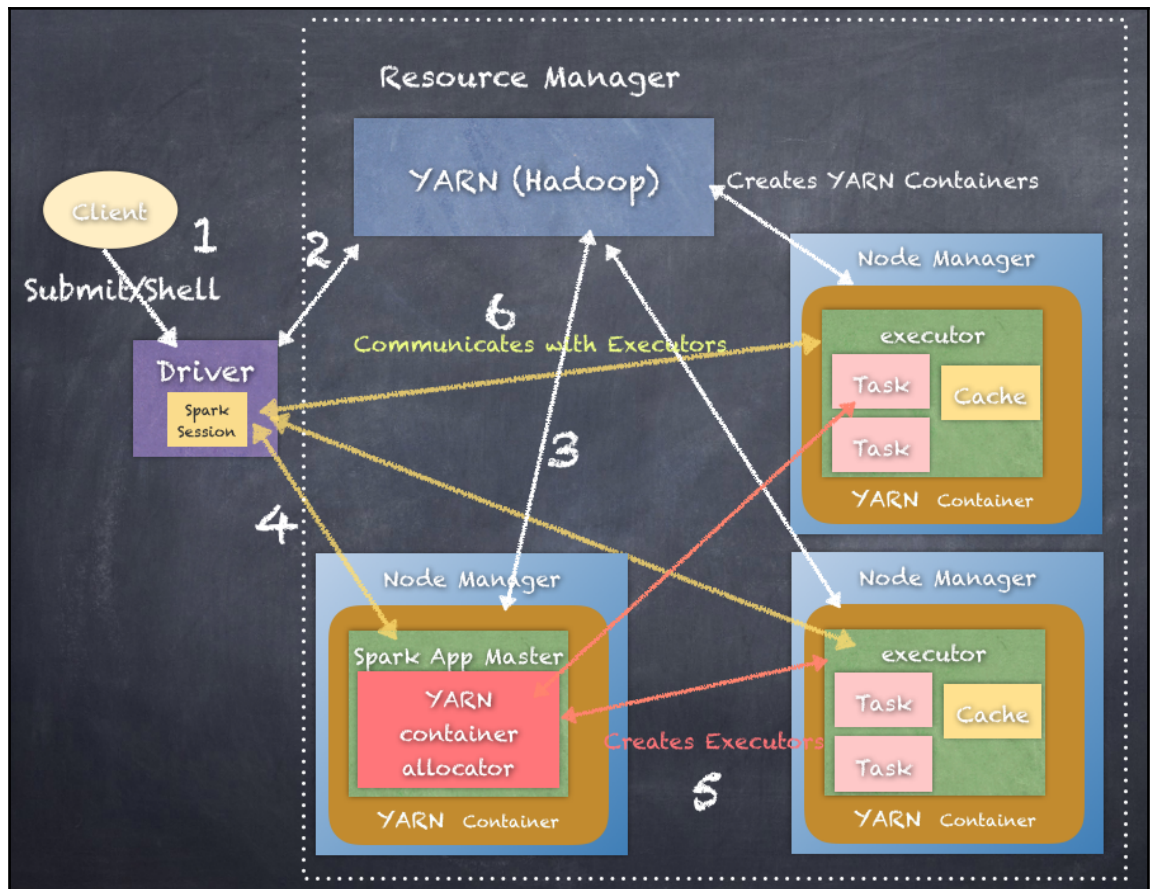 Resource Manager
YARN (Hadoop)
Creates YARN Containers
Client
1
2
Submit/Shell
Node Manager
6
executor
Communicates with Executors
Driver
Task
Cache
Spark
Session
Task
3
YARN Container
4
Node Manager
Node Manager
Spark App Master
executor
YARN
container
allocator
Task
Cache
Creates Executors
Task
5
YARN Container
YARN Container